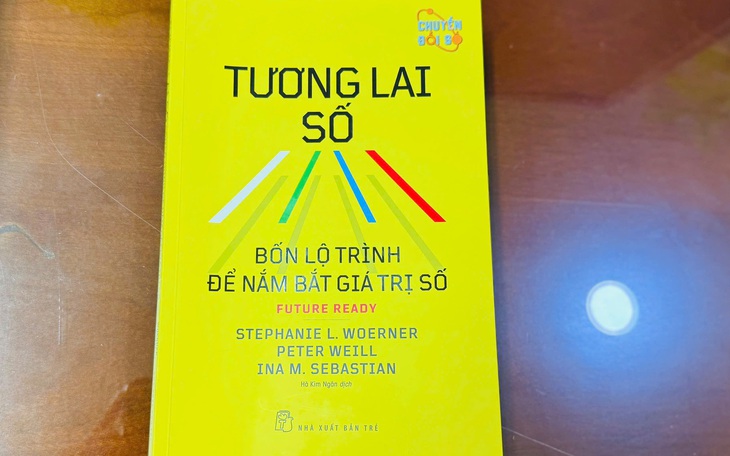 CHUYỂN
ĐỔI SỐ
TƯƠNG LAI
SỐ
BỐN LỘ TRÌNH
ĐỂ NẮM BẮT GIÁ TRỊ SỐ
FUTURE READY
STEPHANIE L. WOERNER
PETER WEILL
INA M. SEBASTIAN
Hà Kim Ngân dịch
NHÀ XUẤT BẢN TRẺ